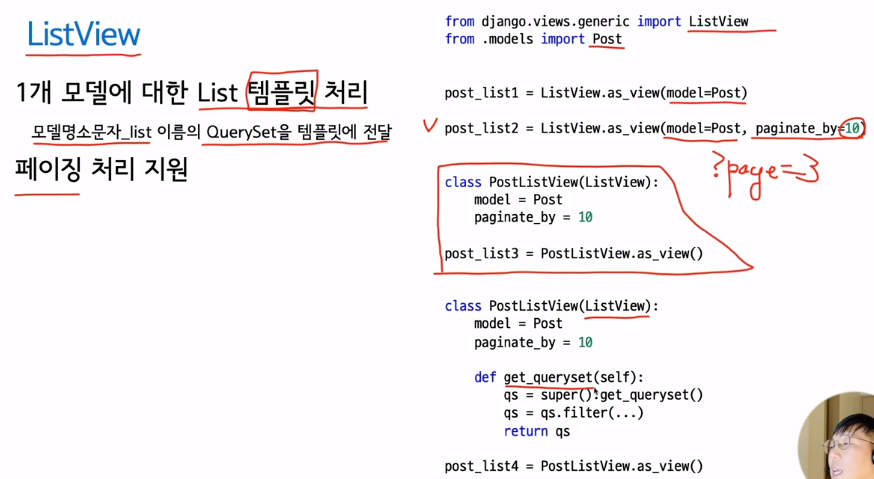 ListView
1개 모델에 대한 List 템플릿 처리
모델명소문자_list 이름의 QuerySet을 템플릿에 전달
페이징 처리 지원
from django.views.generic import ListView
from .models import Post
post_list1 = ListView.as_view(model=Post)
post_list2 = ListView.as_view(model=Post, paginate_by=10)
?page=3
class PostListView(ListView):
model = Post
paginate_by = 10
post_list3 = PostListView.as_view()
class PostListView(ListView):
model = Post
paginate_by = 10
def get_queryset(self):
qs = super().get_queryset()
qs = qs.filter(...)
return qs
post_list4 = PostListView.as_view()